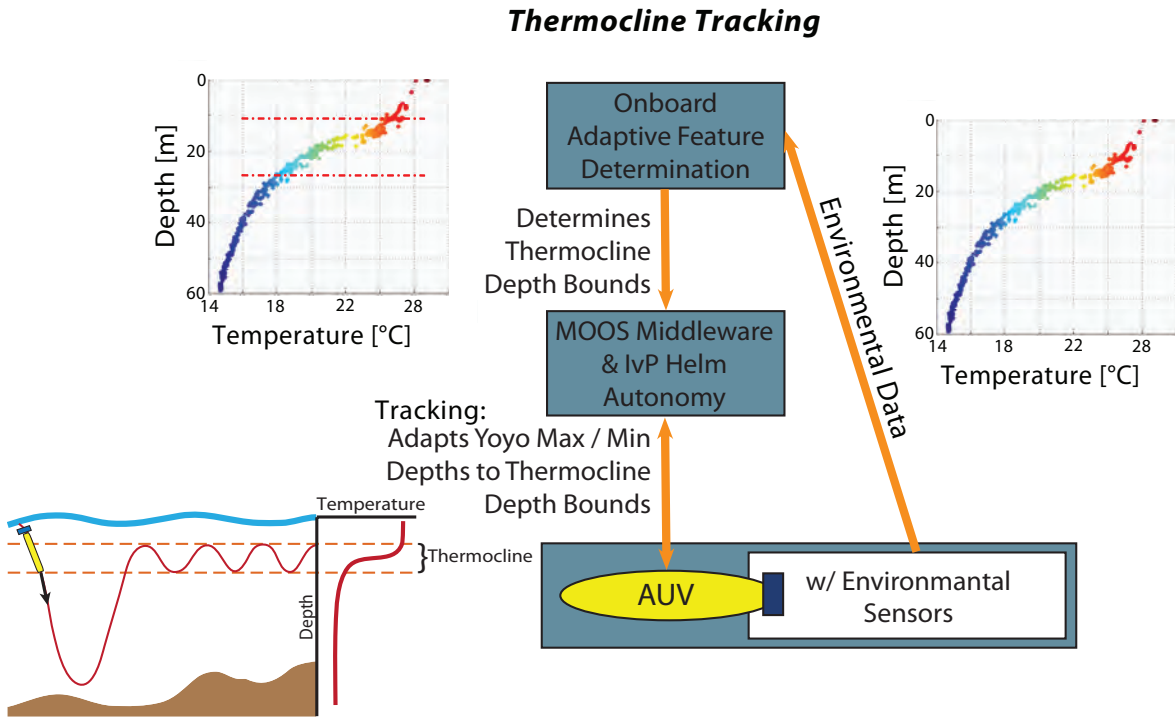 Thermocline Tracking
0
20
40
60
14
18
22
28
Depth [m]
Temperature [°C]
Onboard
Adaptive Feature
Determination
Determines
Thermocline
Depth Bounds
MOOS Middleware
& IvP Helm
Autonomy
Environmental Data
0
20
40
60
14
18
22
28
Depth [m]
Temperature [°C]
Tracking:
Adapts Yoyo Max / Min
Depths to Thermocline
Depth Bounds
Temperature
Thermocline
Depth
AUV
w/ Environmantal
Sensors